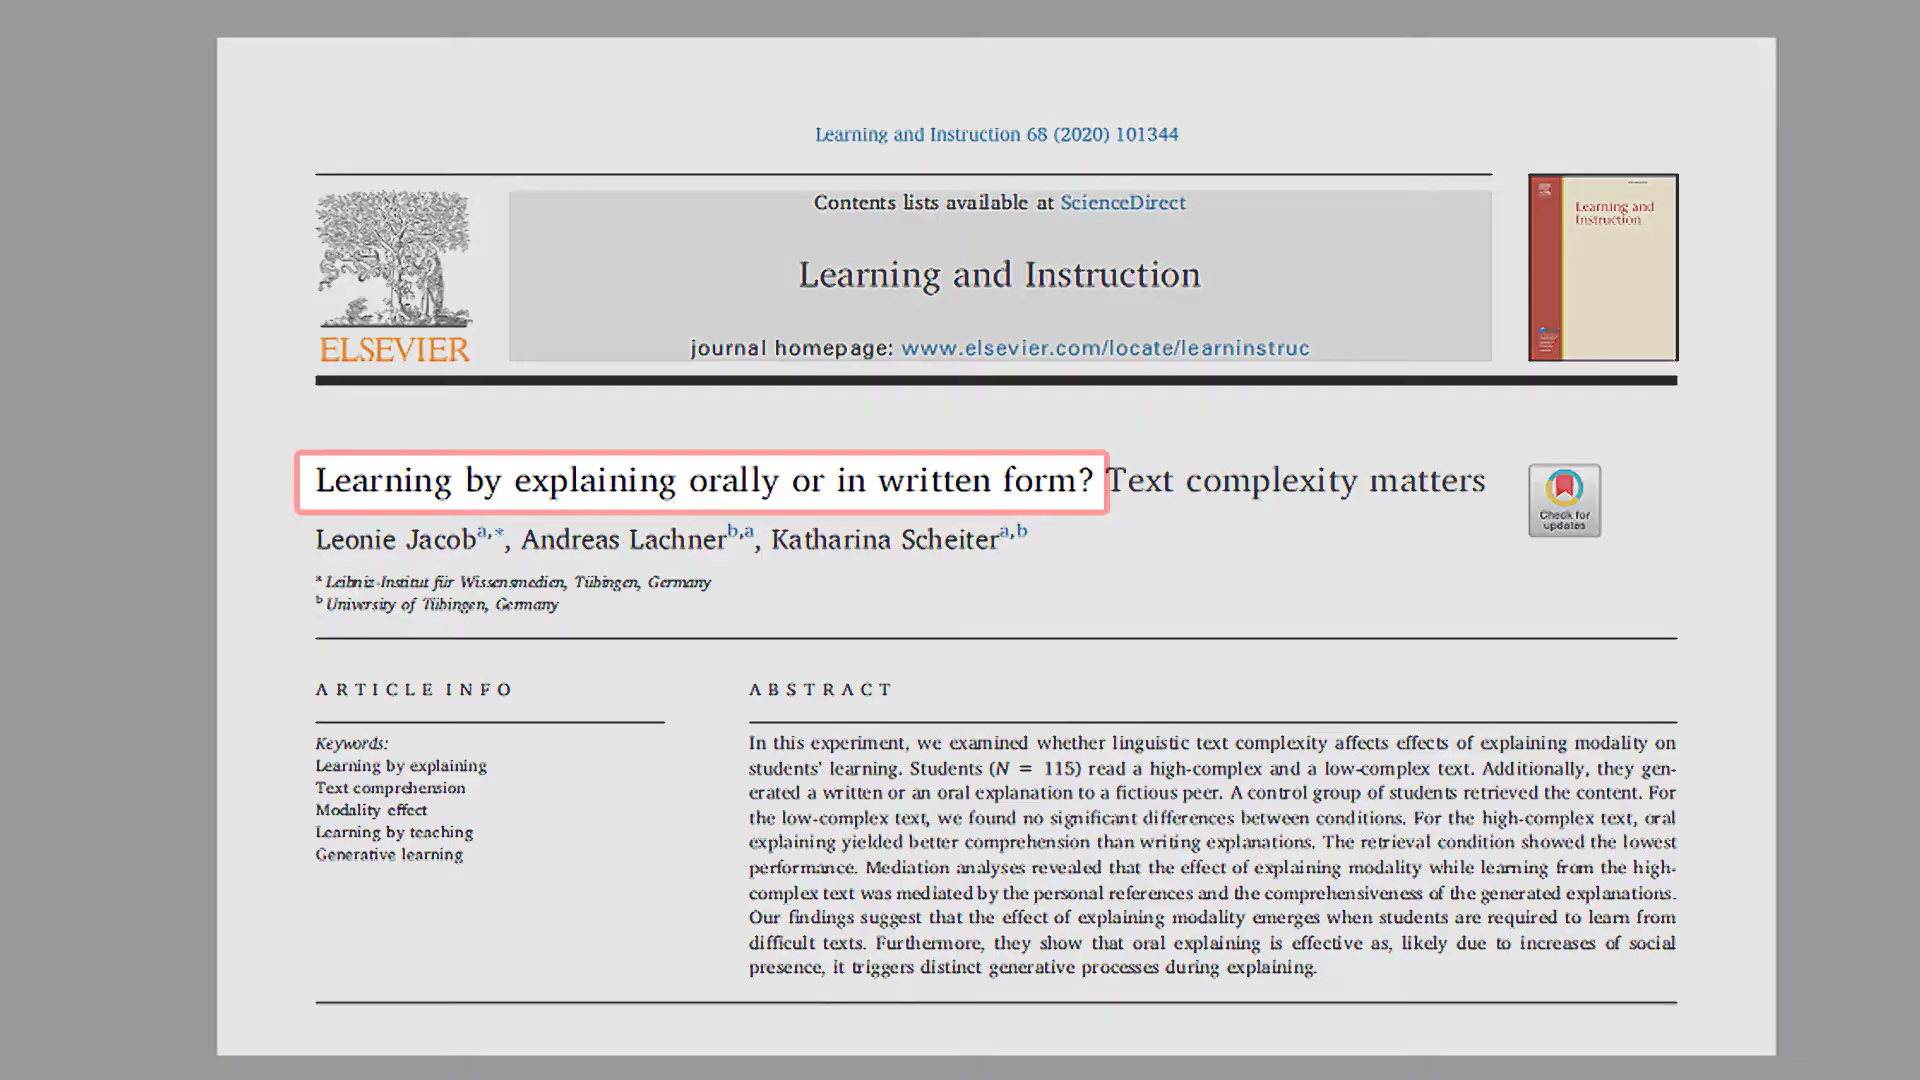 Learning and Instruction 68 (2020) 101344
Contents lists available at ScienceDirect
Learning and Instruction
journal homepage: www.elsevier.com/locate/learninstruc
ELSEVIER
Learning and
Instruction
Learning by explaining orally or in written form? Text complexity matters
Check for
updates
Leonie Jacob a,*, Andreas Lachner b,a, Katharina Scheiter a,b
a Leibniz-Institut für Wissensmedien, Tübingen, Germany
b University of Tübingen, Germany
ARTICLE INFO
Keywords:
Learning by explaining
Text comprehension
Modality effect
Learning by teaching
Generative learning
ABSTRACT
In this experiment, we examined whether linguistic text complexity affects effects of explaining modality on
students' learning. Students (N = 115) read a high-complex and a low-complex text. Additionally, they gen-
erated a written or an oral explanation to a fictious peer. A control group of students retrieved the content. For
the low-complex text, we found no significant differences between conditions. For the high-complex text, oral
explaining yielded better comprehension than writing explanations. The retrieval condition showed the lowest
performance. Mediation analyses revealed that the effect of explaining modality while learning from the high-
complex text was mediated by the personal references and the comprehensiveness of the generated explanations.
Our findings suggest that the effect of explaining modality emerges when students are required to learn from
difficult texts. Furthermore, they show that oral explaining is effective as, likely due to increases of social
presence, it triggers distinct generative processes during explaining.